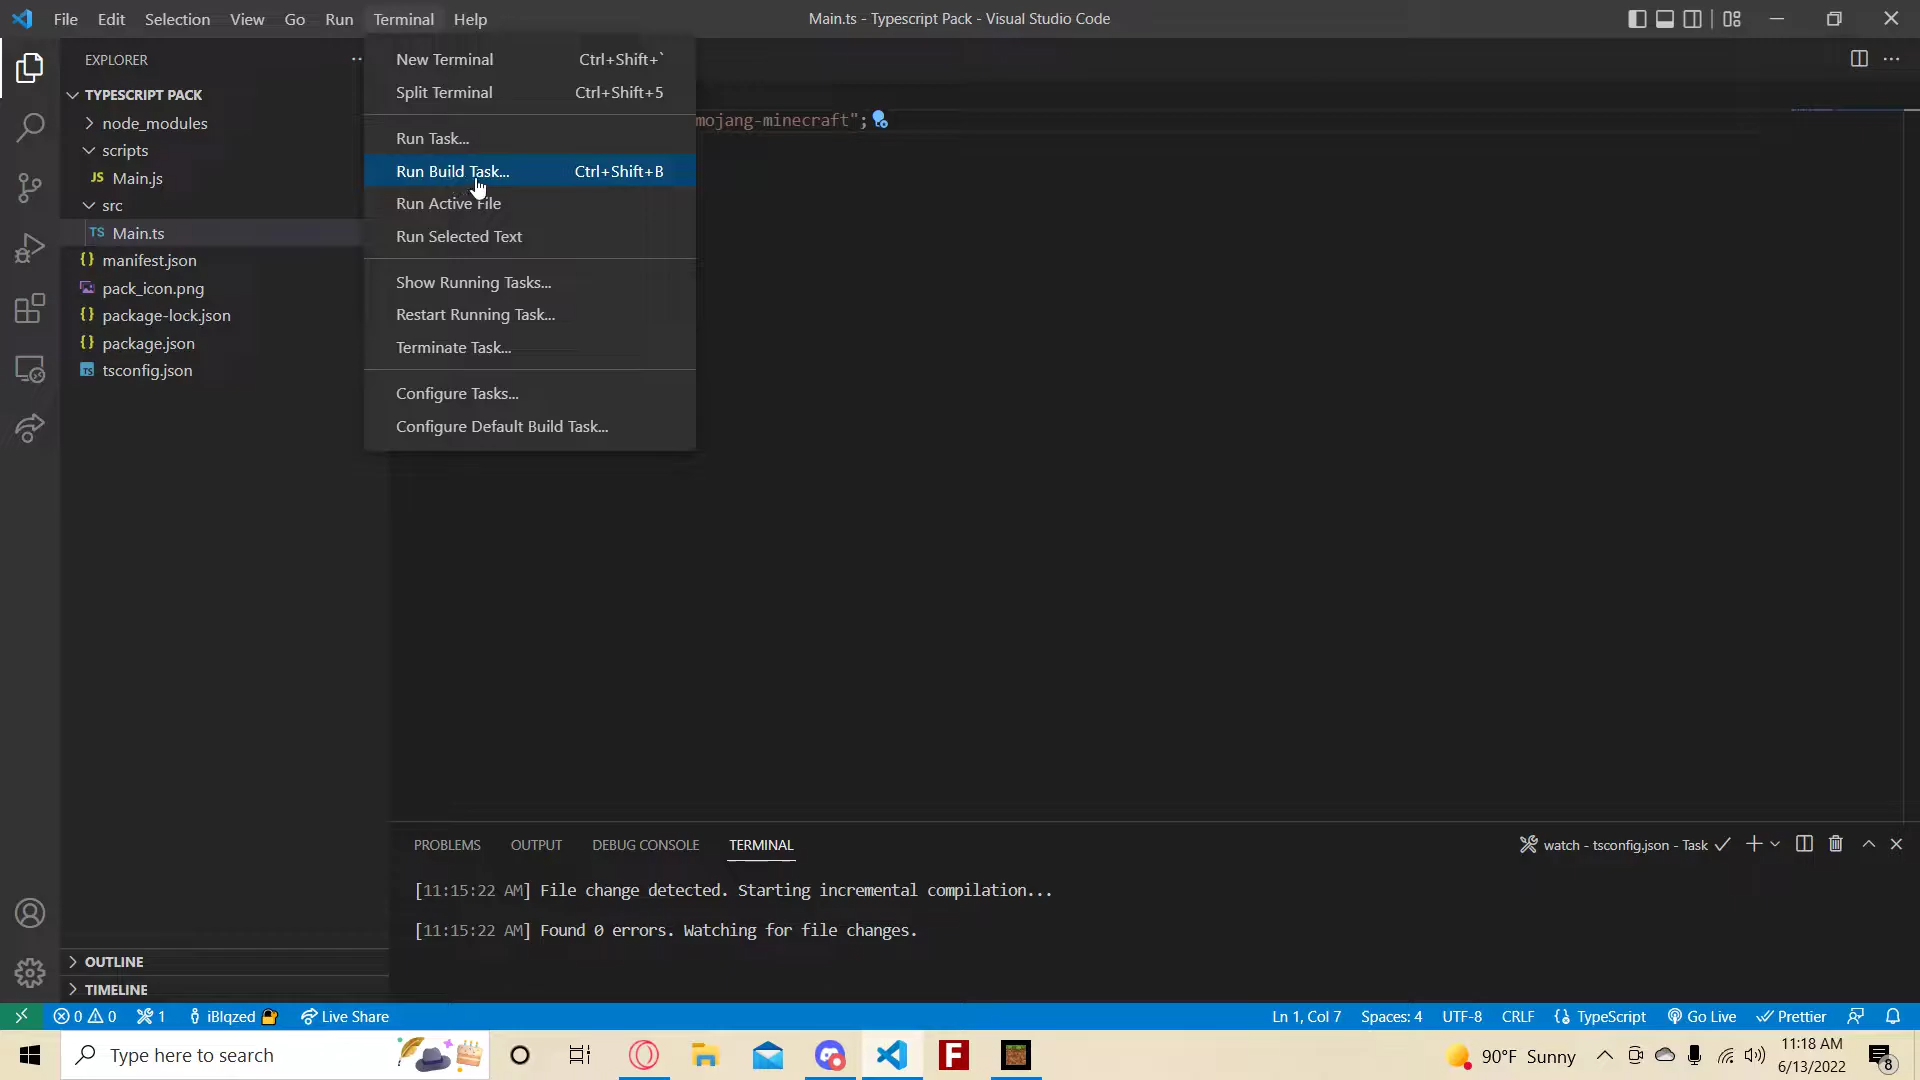 File Edit Selection View Go Run Terminal Help
Main.ts - Typescript Pack - Visual Studio Code
EXPLORER
TYPESCRIPT PACK
node_modules
scripts
JS Main.js
src
TS Main.ts
{} manifest.json
pack_icon.png
{} package-lock.json
{} package.json
TS tsconfig.json
OUTLINE
TIMELINE
New Terminal Ctrl+Shift+`
Split Terminal Ctrl+Shift+5
Run Task...
Run Build Task... Ctrl+Shift+B
Run Active File
Run Selected Text
Show Running Tasks...
Restart Running Task...
Terminate Task...
Configure Tasks...
Configure Default Build Task...
mojang-minecraft";
PROBLEMS OUTPUT DEBUG CONSOLE TERMINAL
watch - tsconfig.json - Task
[11:15:22 AM] File change detected. Starting incremental compilation...
[11:15:22 AM] Found 0 errors. Watching for file changes.
0 0 1 iBlqzed Live Share
Ln 1, Col 7 Spaces: 4 UTF-8 CRLF {} TypeScript Go Live Prettier
Type here to search
F
90°F Sunny
11:18 AM
6/13/2022
8